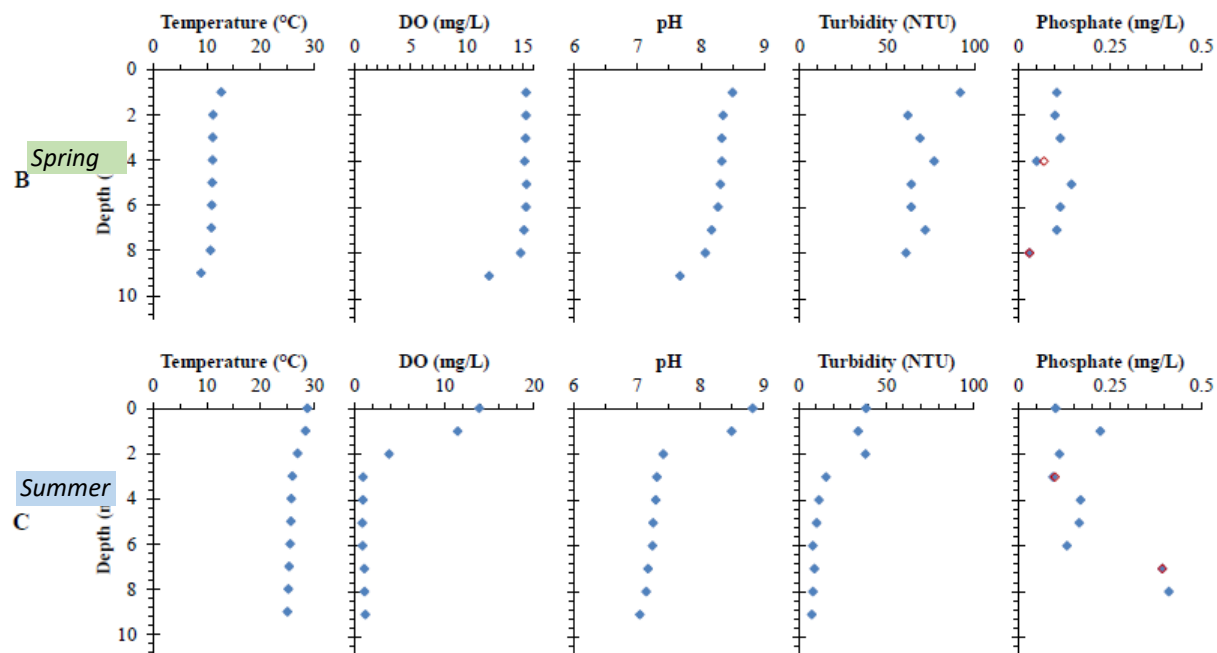 Temperature (°C) DO (mg/L) pH Turbidity (NTU) Phosphate (mg/L)
0 10 20 30 0 5 10 15 6 7 8 9 0 50 100 0 0.25 0.5
0
2
Spring
4
B
Depth (
6
8
10
Temperature (°C) DO (mg/L) pH Turbidity (NTU) Phosphate (mg/L)
0 10 20 30 0 10 20 6 7 8 9 0 50 100 0 0.25 0.5
0
2
Summer
4
C
Depth (
6
8
10